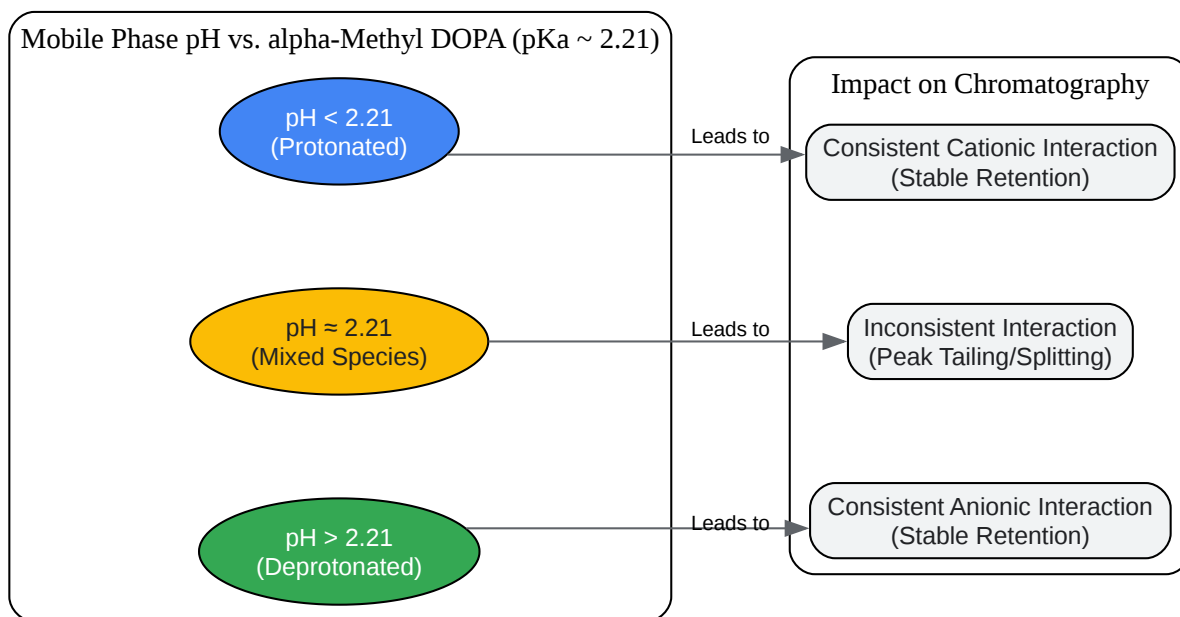 Mobile Phase pH vs. alpha-Methyl DOPA (pKa ~ 2.21)
Impact on Chromatography
pH < 2.21
(Protonated)
Leads to
Consistent Cationic Interaction
(Stable Retention)
pH ≈ 2.21
(Mixed Species)
Leads to
Inconsistent Interaction
(Peak Tailing/Splitting)
pH > 2.21
(Deprotonated)
Leads to
Consistent Anionic Interaction
(Stable Retention)